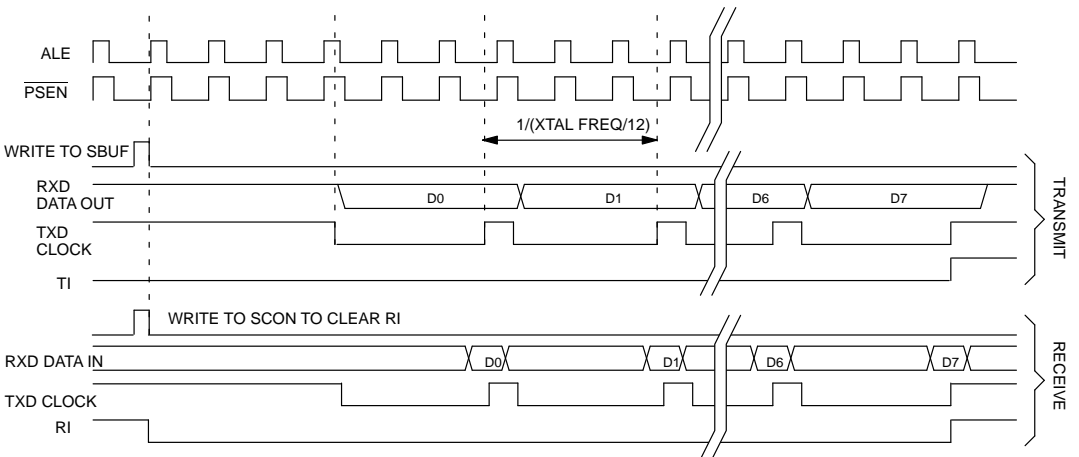 ALE
PSEN
1/(XTAL FREQ/12)
WRITE TO SBUF
RXD
DATA OUT
D0
D1
D6
D7
TXD
CLOCK
TI
TRANSMIT
WRITE TO SCON TO CLEAR RI
RXD DATA IN
D0
D1
D6
D7
TXD CLOCK
RI
RECEIVE